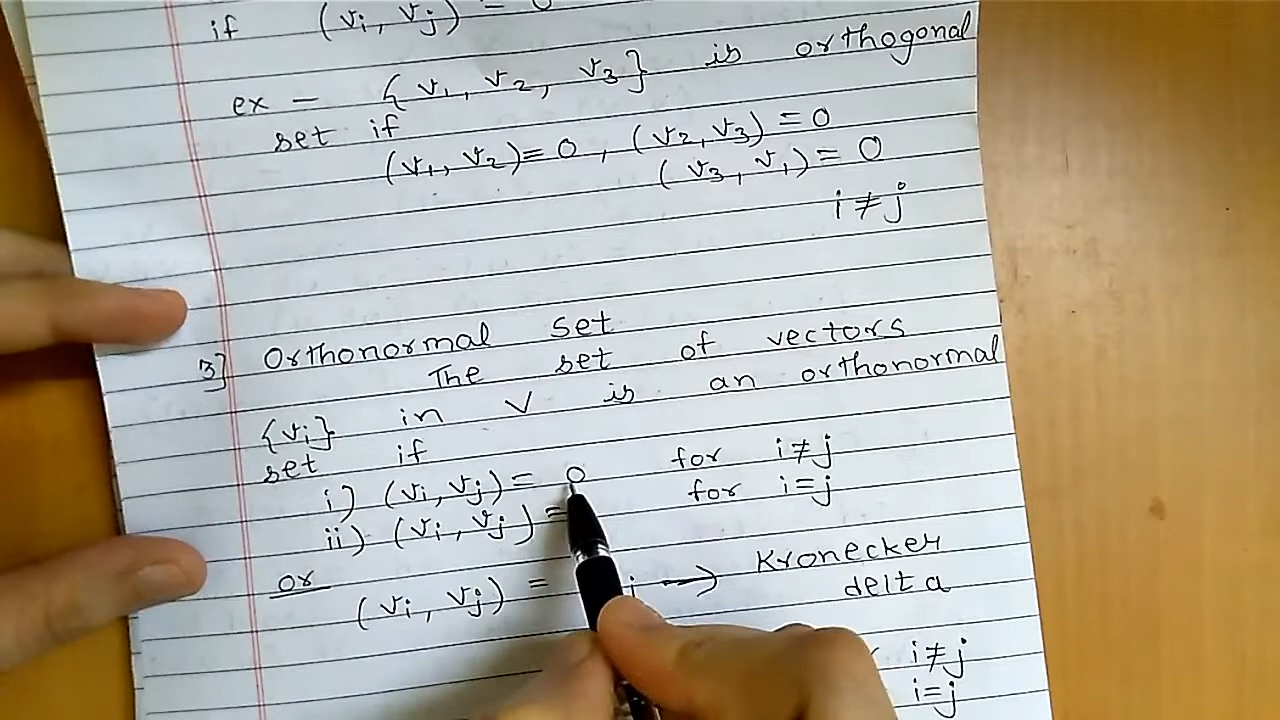 if (vi, vj) = 0
ex - {v1, v2, v3} is orthogonal
set if
(v1, v2) = 0, (v2, v3) = 0
(v3, v1) = 0
i ≠ j
3] Orthonormal set
The set of vectors
{vi} in V is an orthonormal
set if
i) (vi, vj) = 0 for i ≠ j
ii) (vi, vj) = for i = j
or
(vi, vj) = j → Kronecker
delta
i ≠ j
i = j